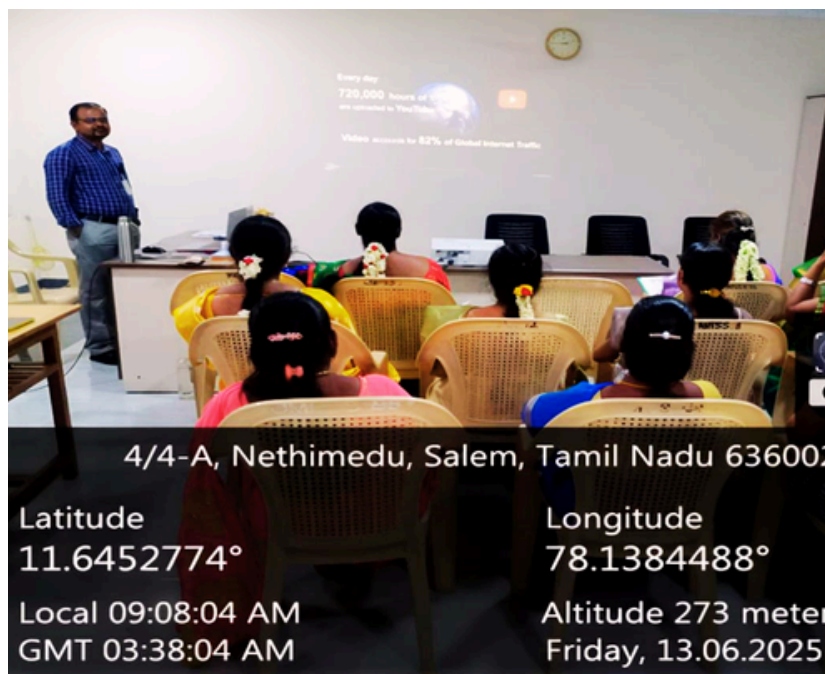 Every day
720,000 hours of
are uploaded to YouTube
Video accounts for 82% of Global Internet Traffic
4/4-A, Nethimedu, Salem, Tamil Nadu 636002
Latitude
11.6452774°
Longitude
78.1384488°
Local 09:08:04 AM
GMT 03:38:04 AM
Altitude 273 meter
Friday, 13.06.2025